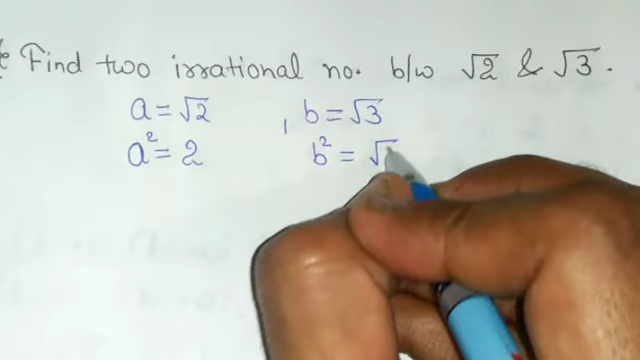 Find two irrational no. b/w √2 & √3.
a = √2 , b = √3
a² = 2 b² = √